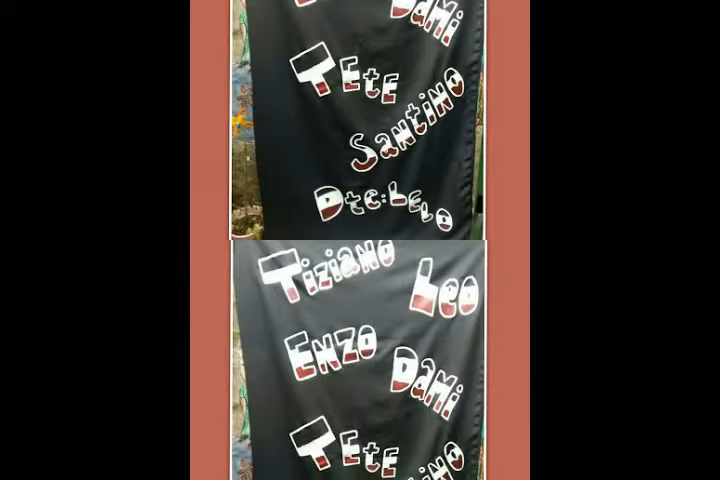 Dami
Tete
Santino
Dte:Lelo
Tiziano
Leo
Enzo
Dami
Tete